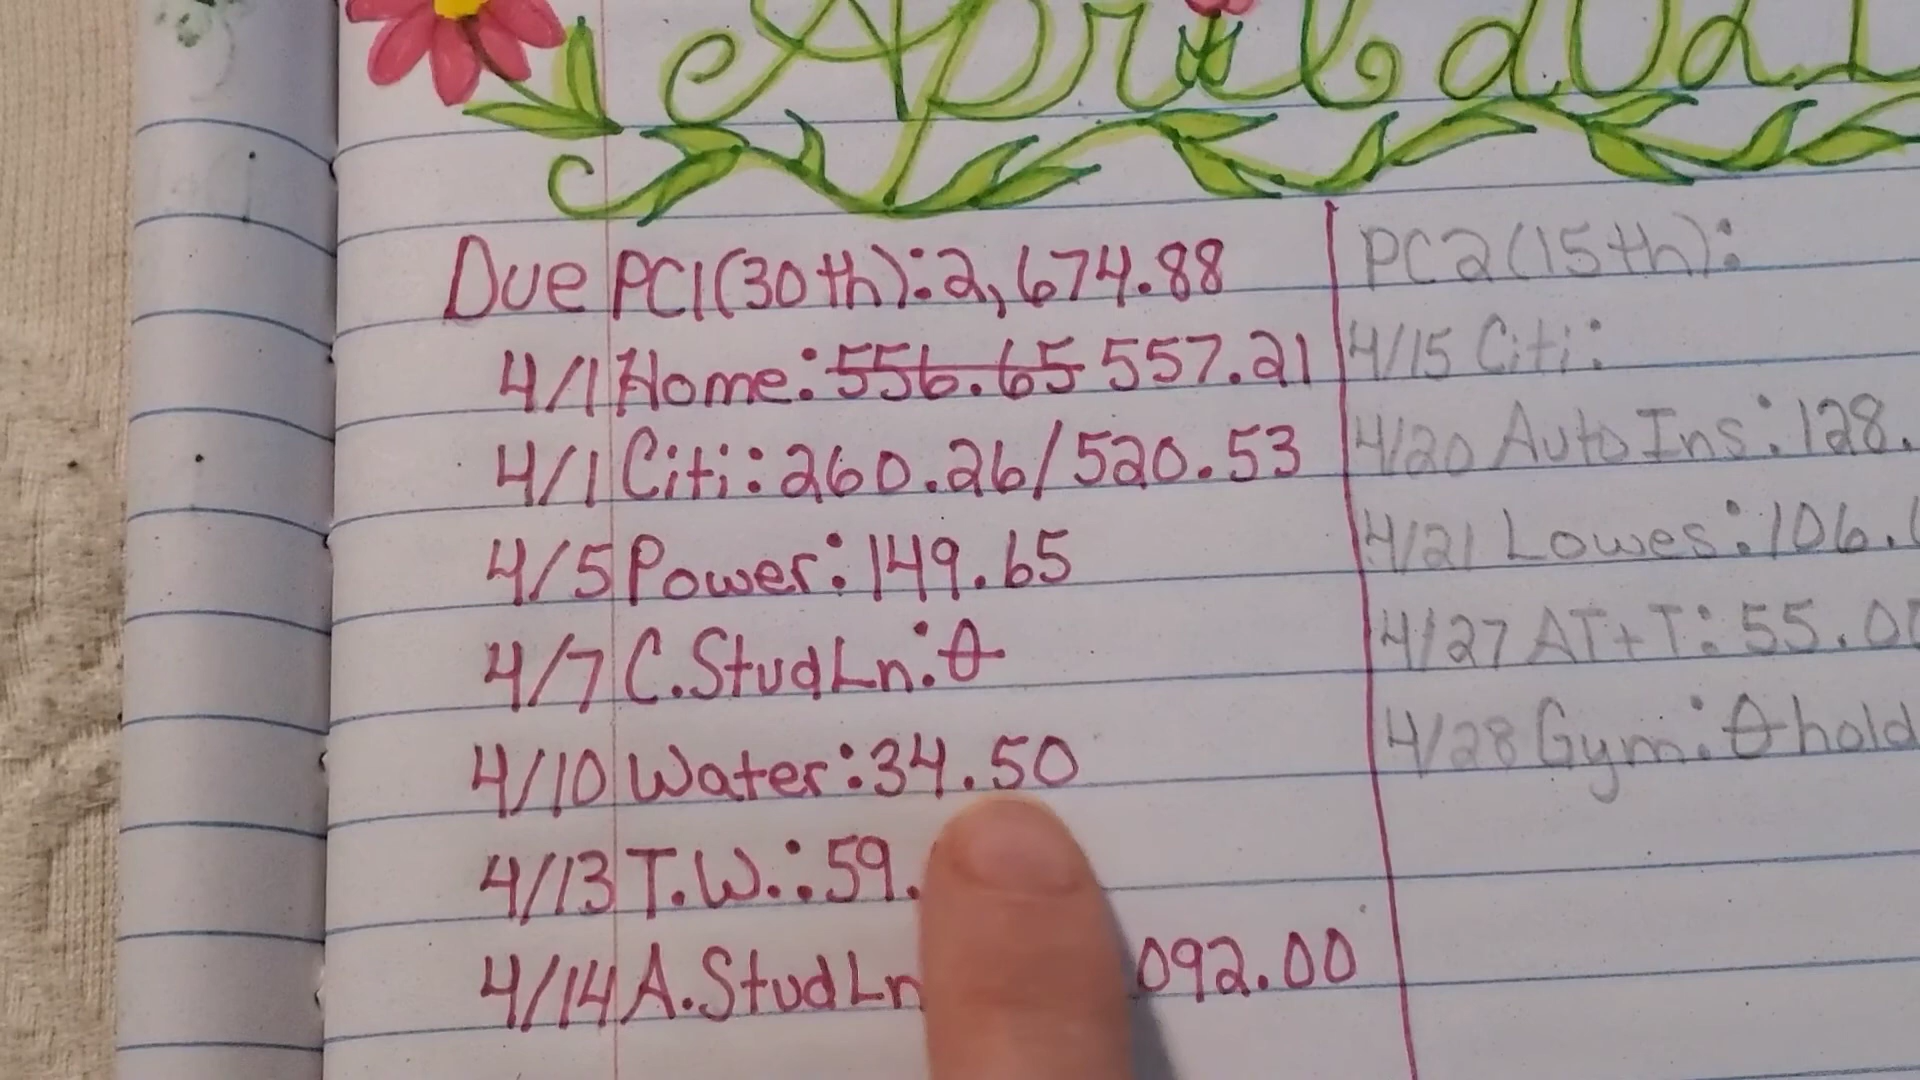 April 2021
Due PC1(30th): 2,674.88
4/1 Home: 556.65 557.21
4/1 Citi: 260.26/520.53
4/5 Power: 149.65
4/7 C.StudLn: θ
4/10 Water: 34.50
4/13 T.W.: 59.
4/14 A.StudLn 092.00
PC2(15th):
4/15 Citi:
4/20 Auto Ins: 128.
4/21 Lowes: 106.
4/27 AT+T: 55.00
4/28 Gym: θ hold